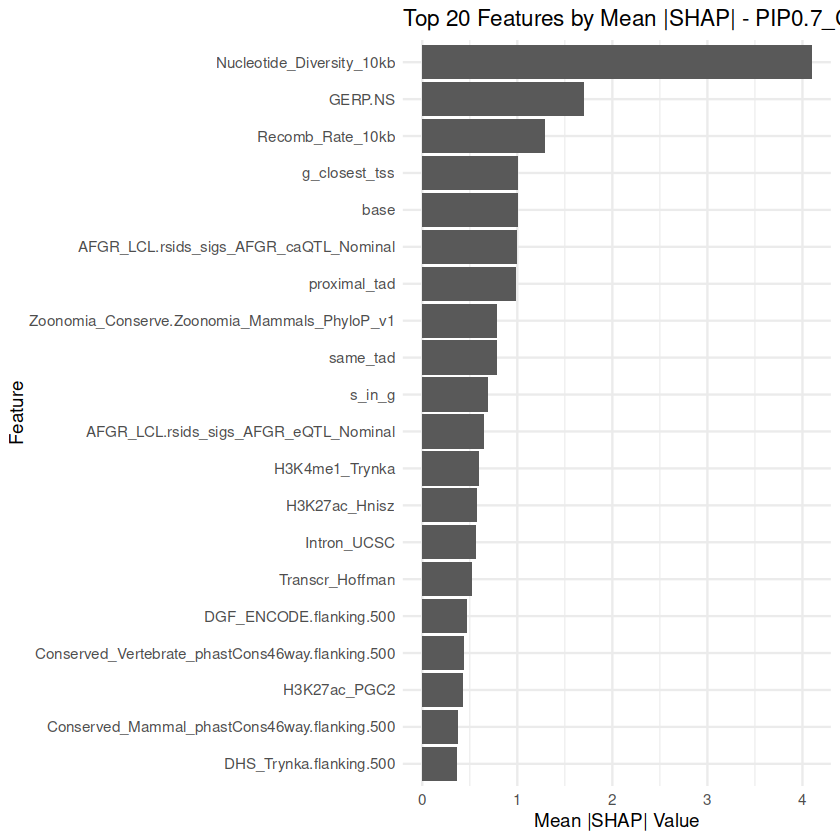 Top 20 Features by Mean |SHAP| - PIP0.7_
Nucleotide_Diversity_10kb
GERP.NS
Recomb_Rate_10kb
g_closest_tss
base
AFGR_LCL.rsids_sigs_AFGR_caQTL_Nominal
proximal_tad
Zoonomia_Conserve.Zoonomia_Mammals_PhyloP_v1
same_tad
s_in_g
AFGR_LCL.rsids_sigs_AFGR_eQTL_Nominal
H3K4me1_Trynka
H3K27ac_Hnisz
Intron_UCSC
Transcr_Hoffman
DGF_ENCODE.flanking.500
Conserved_Vertebrate_phastCons46way.flanking.500
H3K27ac_PGC2
Conserved_Mammal_phastCons46way.flanking.500
DHS_Trynka.flanking.500
Feature
0 1 2 3 4
Mean |SHAP| Value